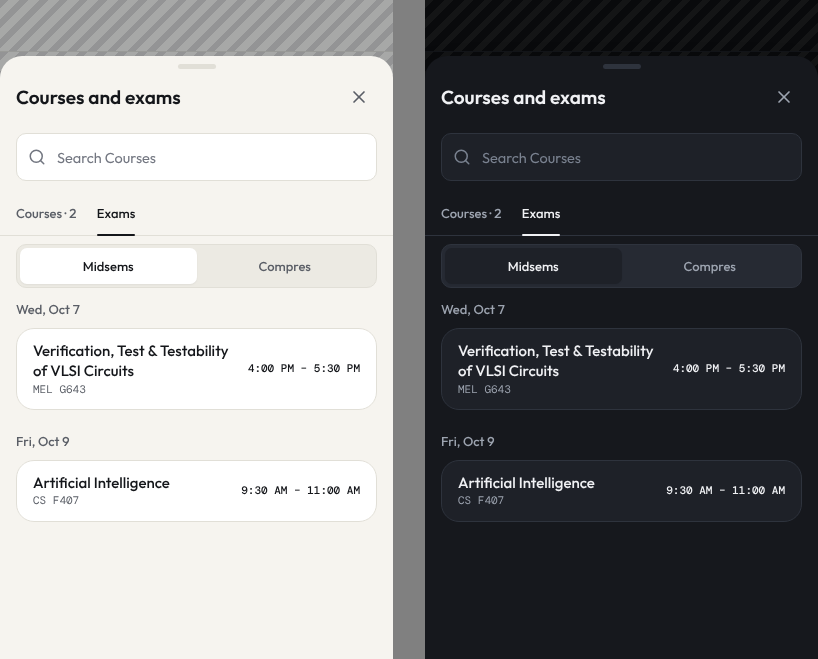 Courses and exams
Search Courses
Courses · 2 Exams
Midsems Compres
Wed, Oct 7
Verification, Test & Testability
of VLSI Circuits
4:00 PM – 5:30 PM
MEL G643
Fri, Oct 9
Artificial Intelligence
9:30 AM – 11:00 AM
CS F407
Courses and exams
Search Courses
Courses · 2 Exams
Midsems Compres
Wed, Oct 7
Verification, Test & Testability
of VLSI Circuits
4:00 PM – 5:30 PM
MEL G643
Fri, Oct 9
Artificial Intelligence
9:30 AM – 11:00 AM
CS F407